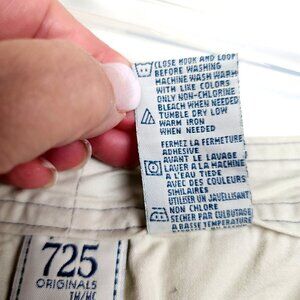 CLOSE HOOK AND LOOP
BEFORE WASHING
MACHINE WASH WARM
WITH LIKE COLORS
ONLY NON-CHLORINE
BLEACH WHEN NEEDED
TUMBLE DRY LOW
WARM IRON
WHEN NEEDED
FERMEZ LA FERMETURE
ADHESIVE
AVANT LE LAVAGE
LAVER A LA MACHINE
A L'EAU TIEDE
AVEC DES COULEURS
SIMILAIRES
UTILISER UN JAVELLISANT
NON CHLORE
SECHER PAR CULBUTAGE
A BASSE TEMPERATURE
725
ORIGINALS
TM/MC